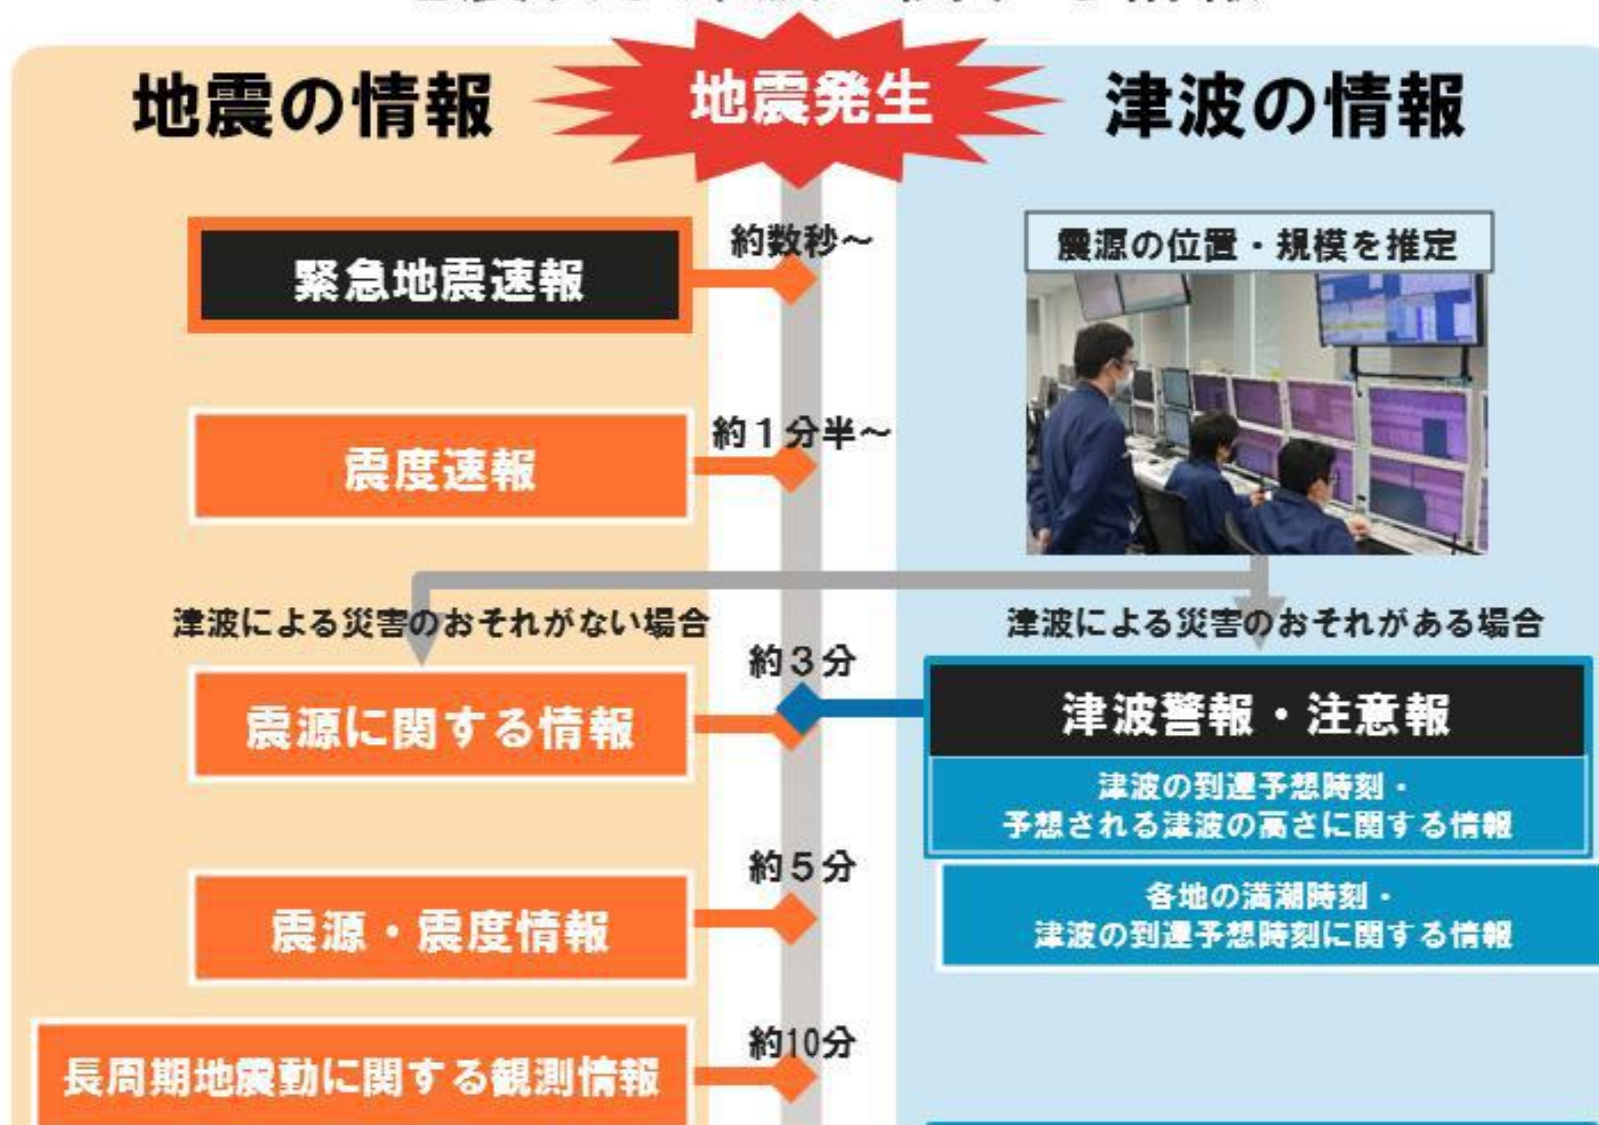 地震の情報
地震発生
津波の情報
緊急地震速報
約数秒～
震源の位置・規模を推定
震度速報
約１分半～
津波による災害のおそれがない場合
津波による災害のおそれがある場合
約３分
震源に関する情報
津波警報・注意報
津波の到達予想時刻・
予想される津波の高さに関する情報
約５分
震源・震度情報
各地の満潮時刻・
津波の到達予想時刻に関する情報
約10分
長周期地震動に関する観測情報